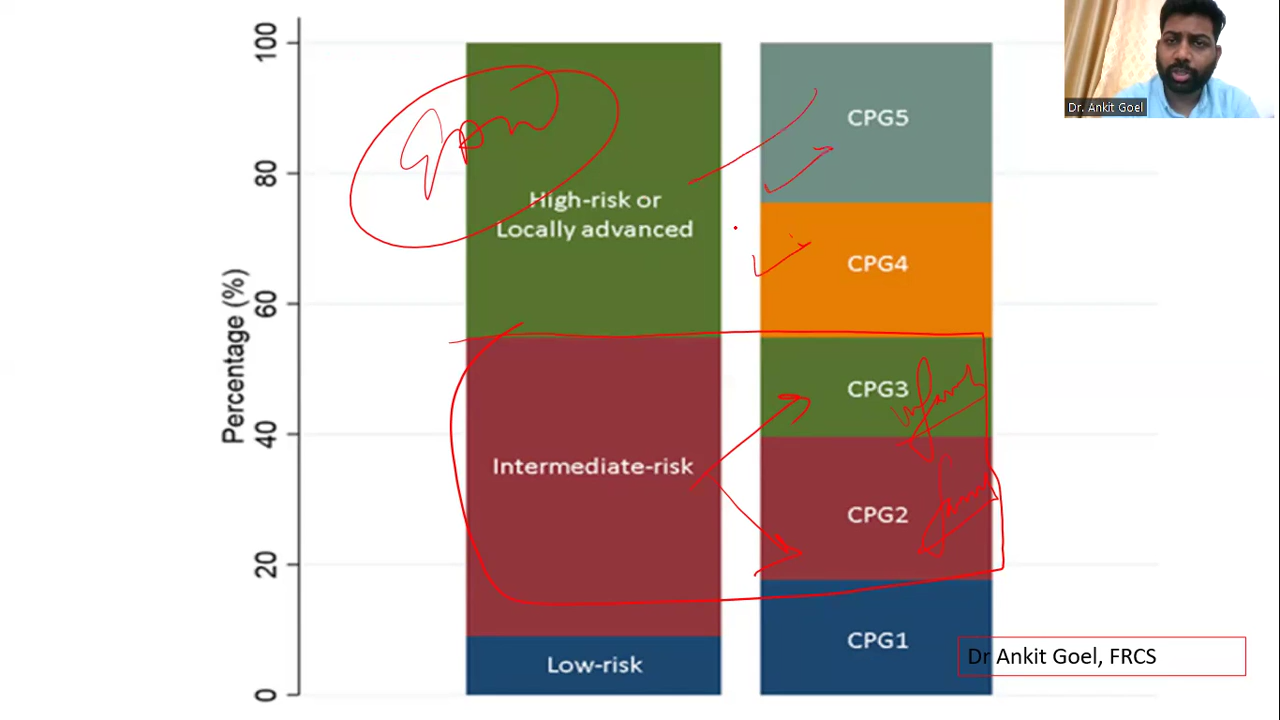 100
80
60
40
20
0
Percentage (%)
High-risk or
Locally advanced
Intermediate-risk
Low-risk
CPG5
CPG4
CPG3
CPG2
CPG1
Dr. Ankit Goel
Dr Ankit Goel, FRCS